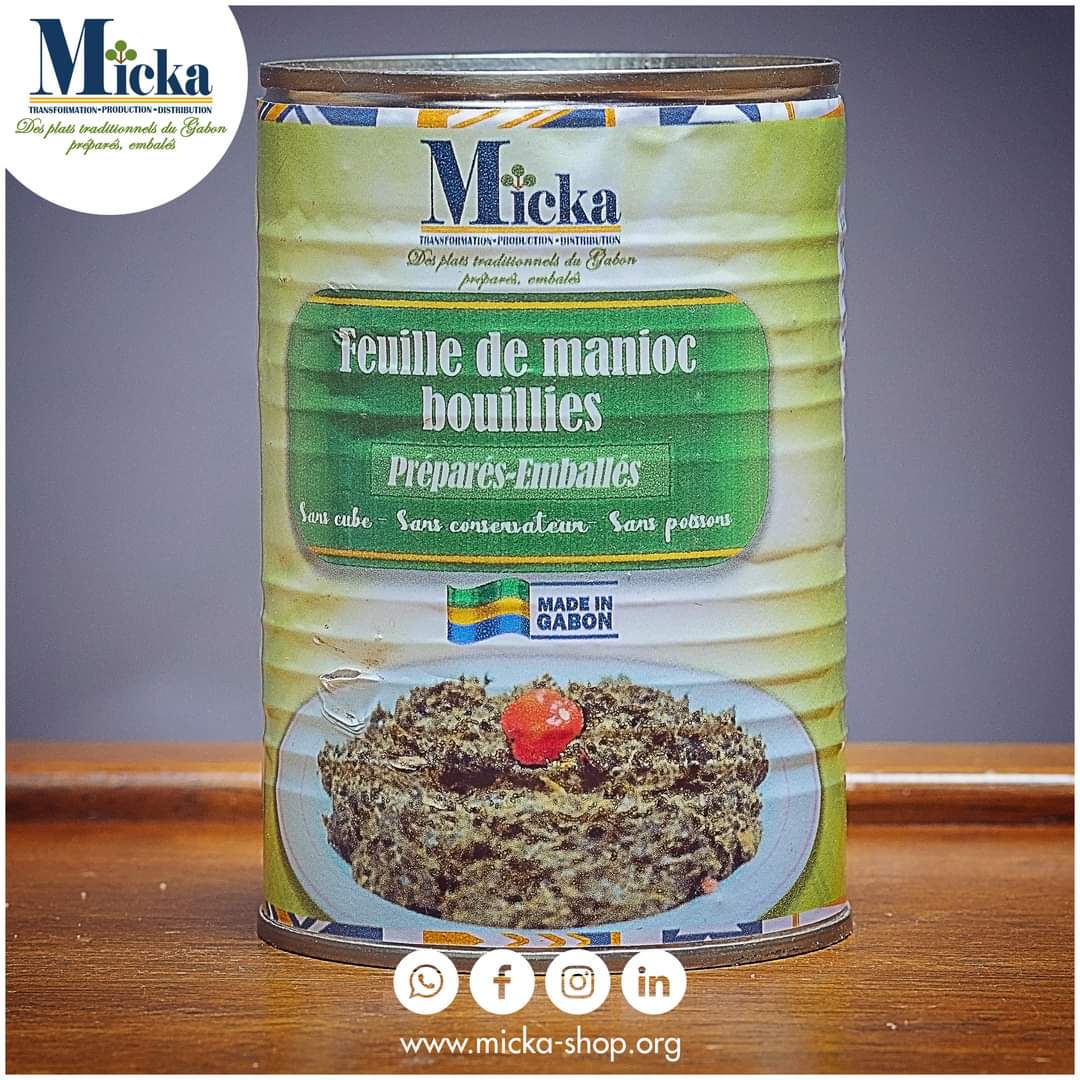 Micka
TRANSFORMATION•PRODUCTION•DISTRIBUTION
Des plats traditionnels du Gabon
préparés, embalés
Micka
TRANSFORMATION•PRODUCTION•DISTRIBUTION
Des plats traditionnels du Gabon
préparés, embalés
Feuille de manioc
bouillies
Préparés-Emballés
Sans cube - Sans conservateur- Sans poissons
MADE IN
GABON
www.micka-shop.org